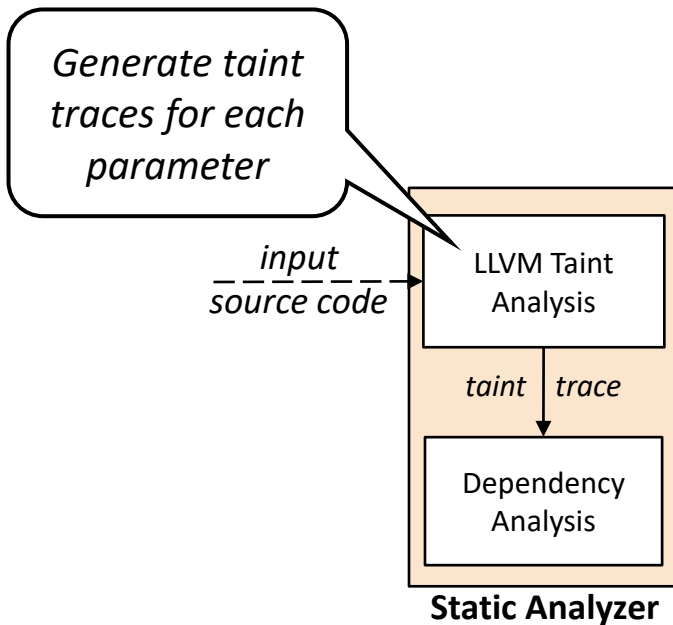 Generate taint
traces for each
parameter
input
source code
LLVM Taint
Analysis
taint trace
Dependency
Analysis
Static Analyzer